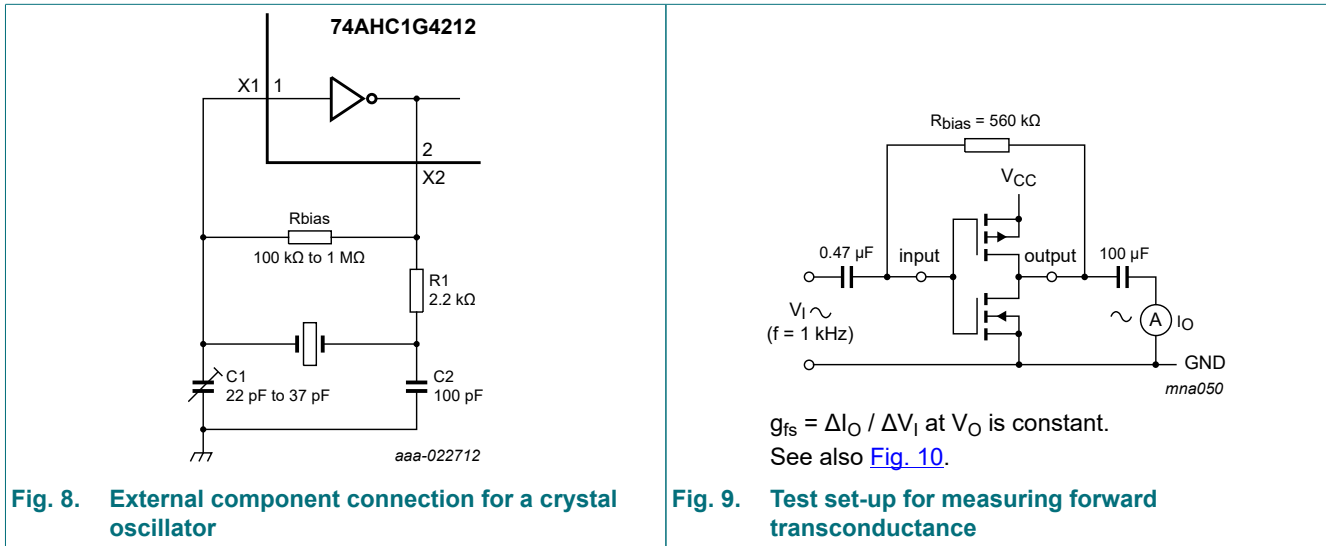 74AHC1G4212
X1
1
2
X2
Rbias
100 kΩ to 1 MΩ
R1
2.2 kΩ
C1
22 pF to 37 pF
C2
100 pF
aaa-022712
Fig. 8. External component connection for a crystal
oscillator
Rbias = 560 kΩ
VCC
0.47 μF
input
output
100 μF
VI
(f = 1 kHz)
A
IO
GND
mna050
gfs = ΔIO / ΔVI at VO is constant.
See also Fig. 10.
Fig. 9. Test set-up for measuring forward
transconductance